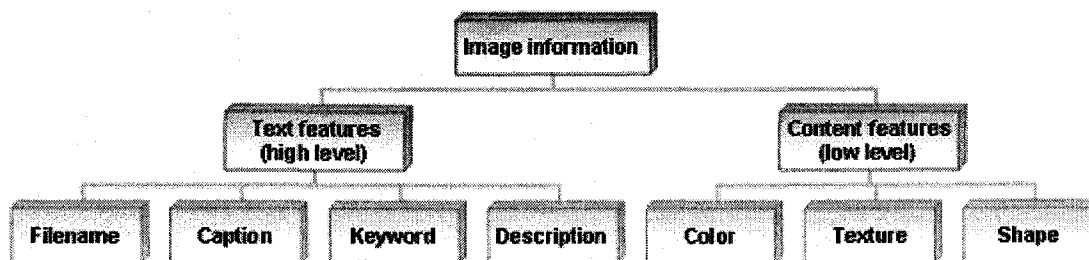 Image information
Text features
(high level)
Content features
(low level)
Filename
Caption
Keyword
Description
Color
Texture
Shape